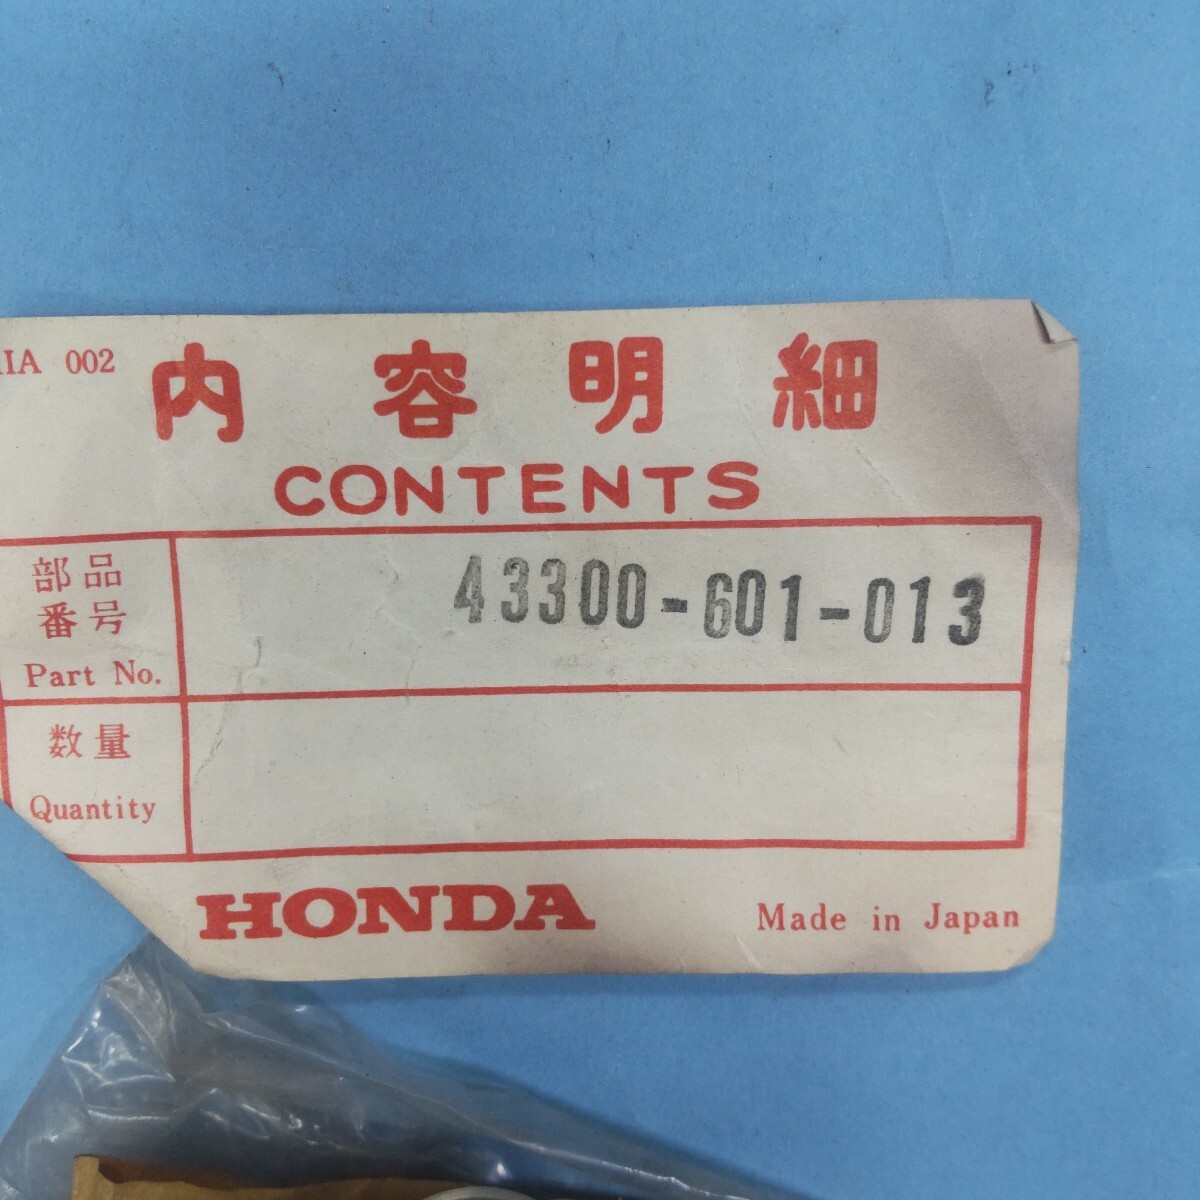 002
内容明細
CONTENTS
部品
番号
Part No.
43300-601-013
数量
Quantity
HONDA
Made in Japan